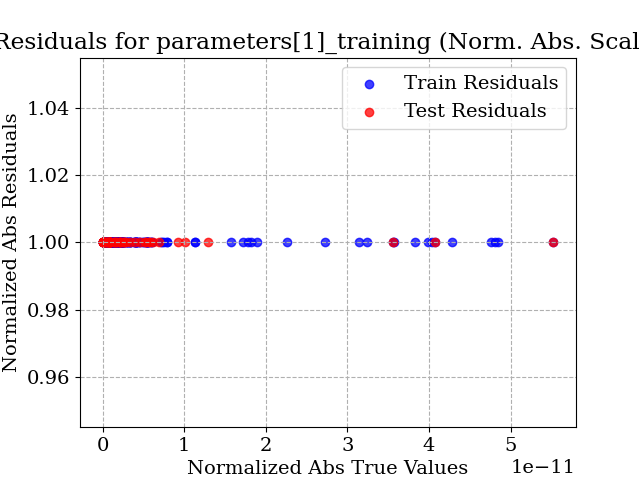 Residuals for parameters[1]_training (Norm. Abs. Scal
Train Residuals
Test Residuals
Normalized Abs Residuals
1.04
1.02
1.00
0.98
0.96
0 1 2 3 4 5
1e−11
Normalized Abs True Values